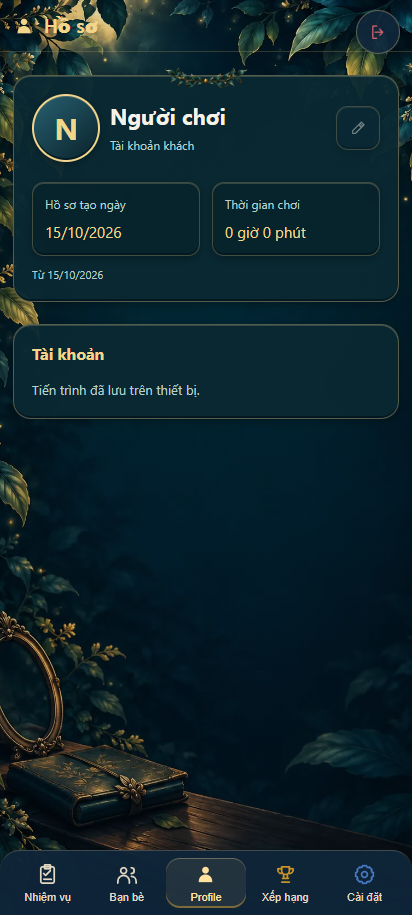 Hồ sơ
N
Người chơi
Tài khoản khách
Hồ sơ tạo ngày
15/10/2026
Thời gian chơi
0 giờ 0 phút
Từ 15/10/2026
Tài khoản
Tiến trình đã lưu trên thiết bị.
Nhiệm vụ
Bạn bè
Profile
Xếp hạng
Cài đặt